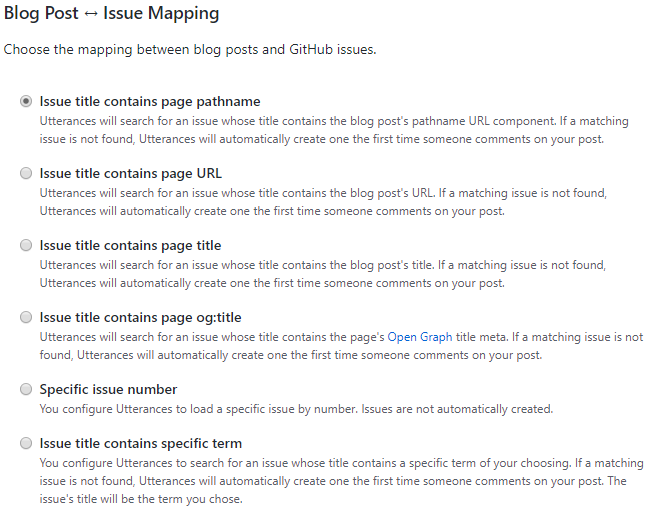 Blog Post ↔ Issue Mapping
Choose the mapping between blog posts and GitHub issues.
Issue title contains page pathname
Utterances will search for an issue whose title contains the blog post's pathname URL component. If a matching
issue is not found, Utterances will automatically create one the first time someone comments on your post.
Issue title contains page URL
Utterances will search for an issue whose title contains the blog post's URL. If a matching issue is not found,
Utterances will automatically create one the first time someone comments on your post.
Issue title contains page title
Utterances will search for an issue whose title contains the blog post's title. If a matching issue is not found,
Utterances will automatically create one the first time someone comments on your post.
Issue title contains page og:title
Utterances will search for an issue whose title contains the page's Open Graph title meta. If a matching issue is not
found, Utterances will automatically create one the first time someone comments on your post.
Specific issue number
You configure Utterances to load a specific issue by number. Issues are not automatically created.
Issue title contains specific term
You configure Utterances to search for an issue whose title contains a specific term of your choosing. If a matching
issue is not found, Utterances will automatically create one the first time someone comments on your post. The
issue's title will be the term you chose.